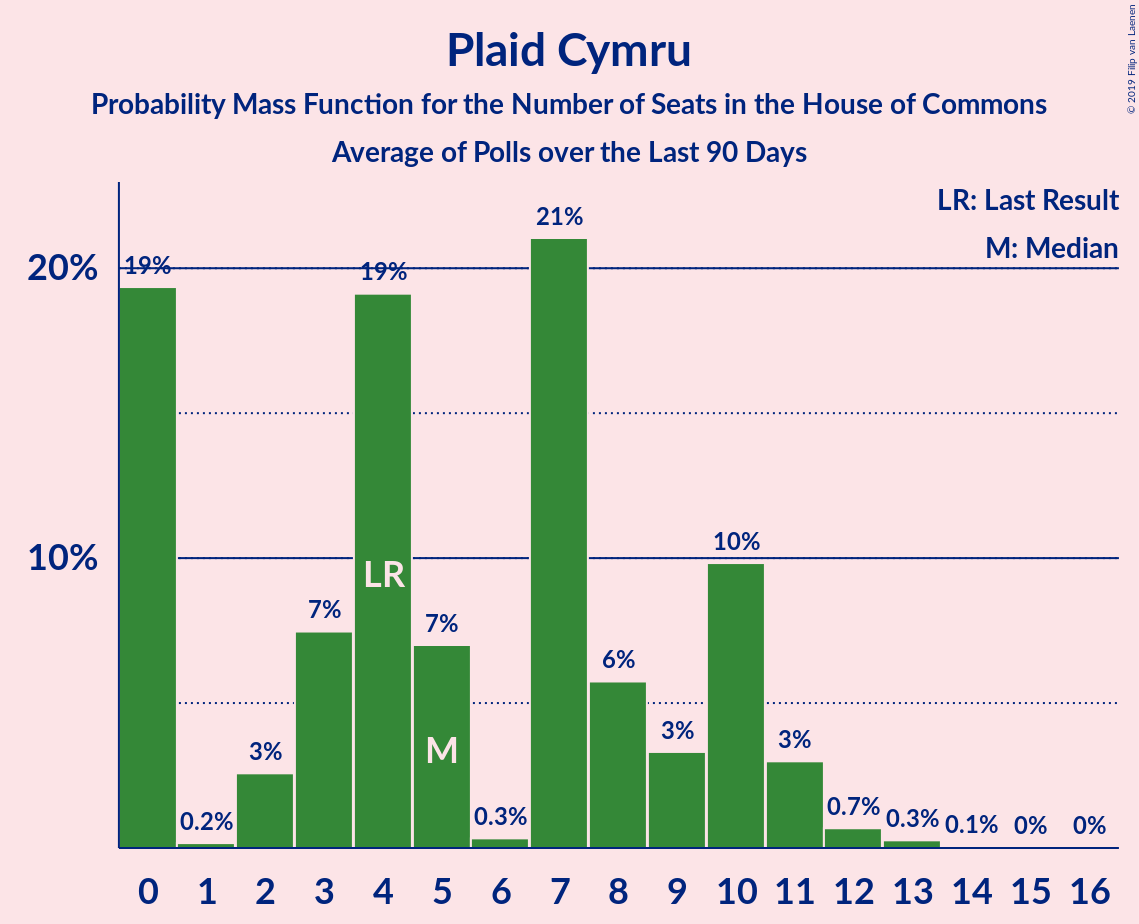 Plaid Cymru
Probability Mass Function for the Number of Seats in the House of Commons
Average of Polls over the Last 90 Days
© 2019 Filip van Laenen
LR: Last Result
M: Median
20%
10%
19%
0.2%
3%
7%
19%
7%
0.3%
21%
6%
3%
10%
3%
0.7%
0.3%
0.1%
0%
0%
LR
M
0 1 2 3 4 5 6 7 8 9 10 11 12 13 14 15 16